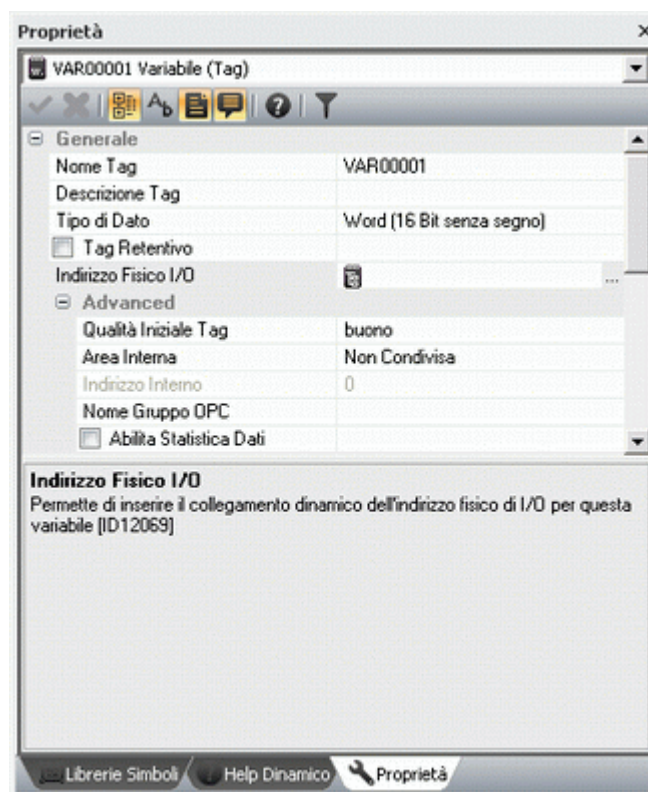 Proprietà
VAR00001 Variabile (Tag)
Generale
Nome Tag VAR00001
Descrizione Tag
Tipo di Dato Word (16 Bit senza segno)
Tag Retentivo
Indirizzo Fisico I/O ...
Advanced
Qualità Iniziale Tag buono
Area Interna Non Condivisa
Indirizzo Interno 0
Nome Gruppo OPC
Abilita Statistica Dati
Indirizzo Fisico I/O
Permette di inserire il collegamento dinamico dell'indirizzo fisico di I/O per questa
variabile [ID12069]
Librerie Simboli Help Dinamico Proprietà